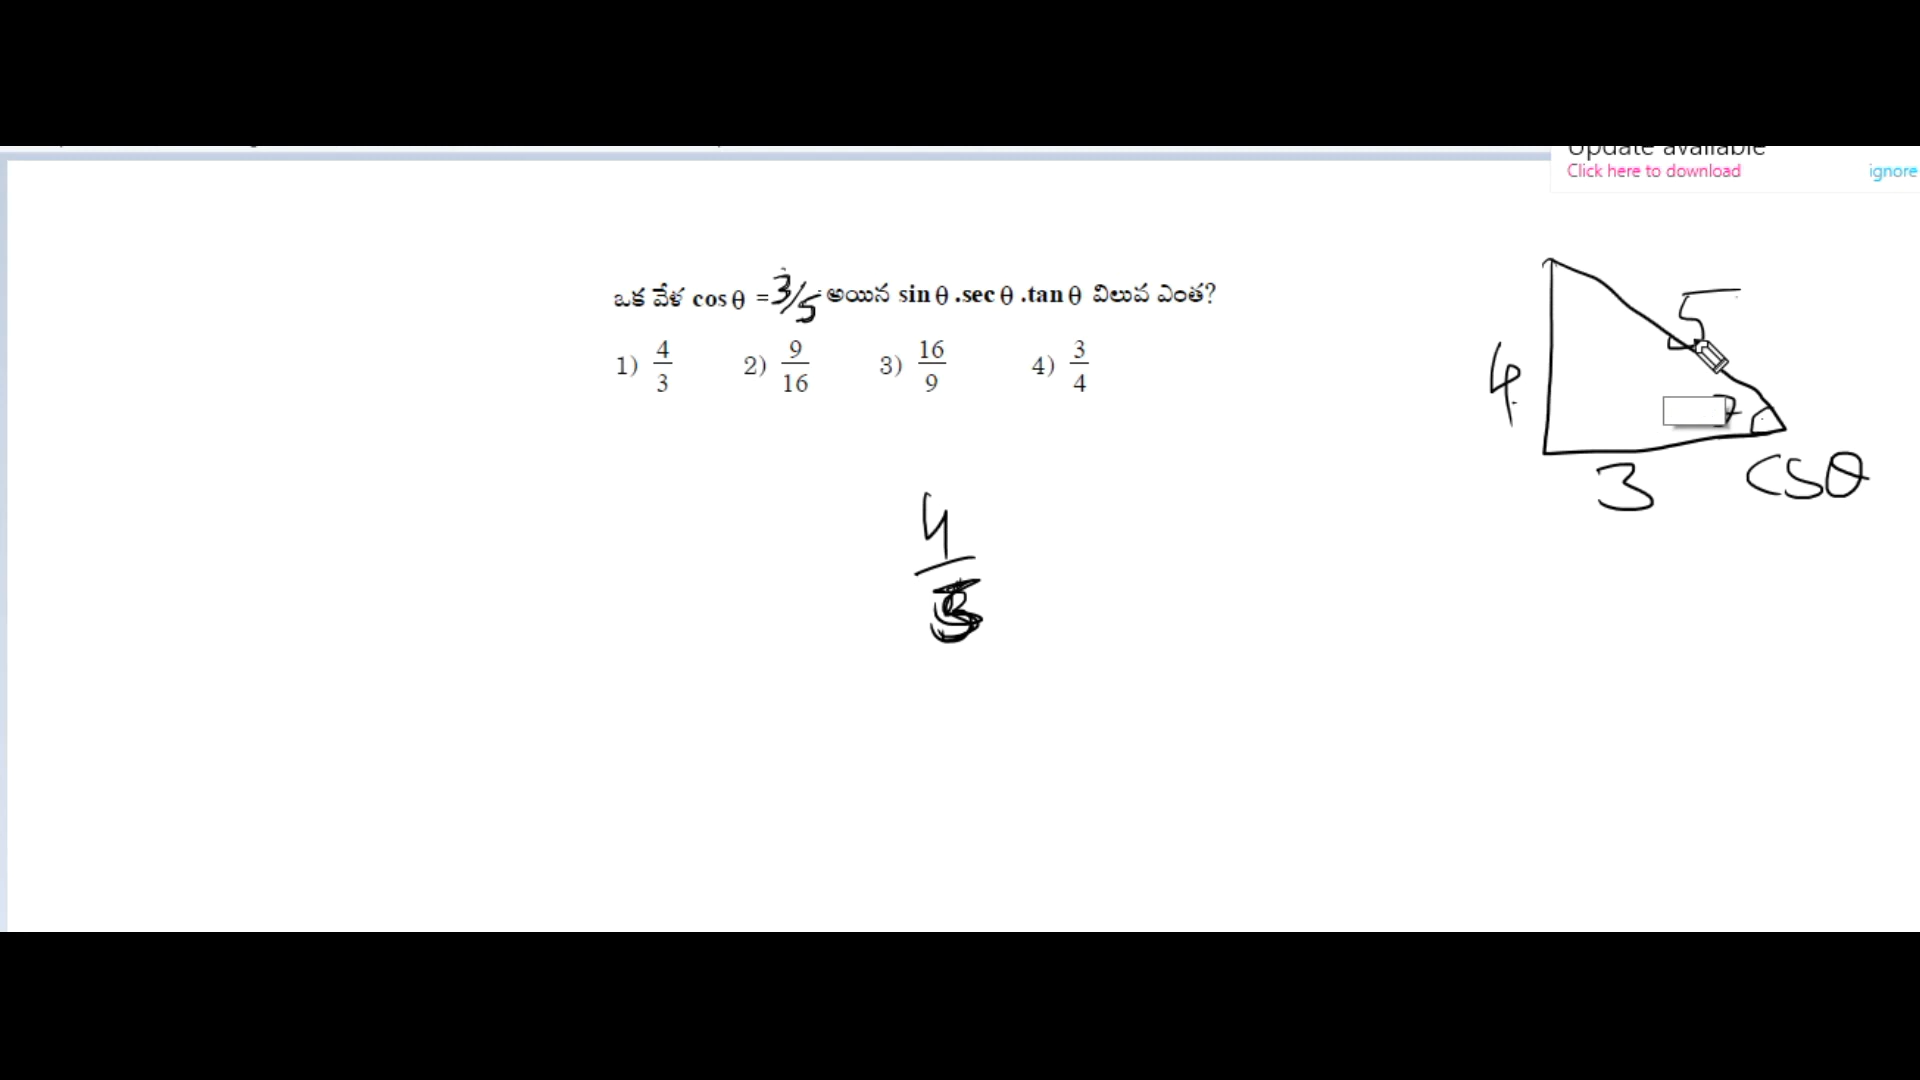 Update available
Click here to download ignore
ఒక వేళ cos θ = 3/5 అయిన sin θ .sec θ .tan θ విలువ ఎంత?
1) 4/3 2) 9/16 3) 16/9 4) 3/4
5
4
3 CSθ
4